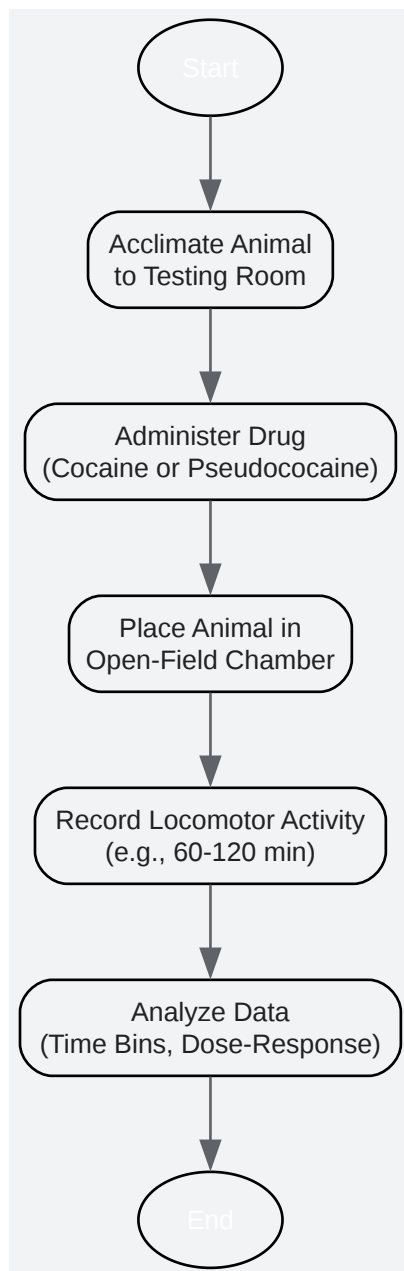 Start
Acclimate Animal
to Testing Room
Administer Drug
(Cocaine or Pseudococaine)
Place Animal in
Open-Field Chamber
Record Locomotor Activity
(e.g., 60-120 min)
Analyze Data
(Time Bins, Dose-Response)
End